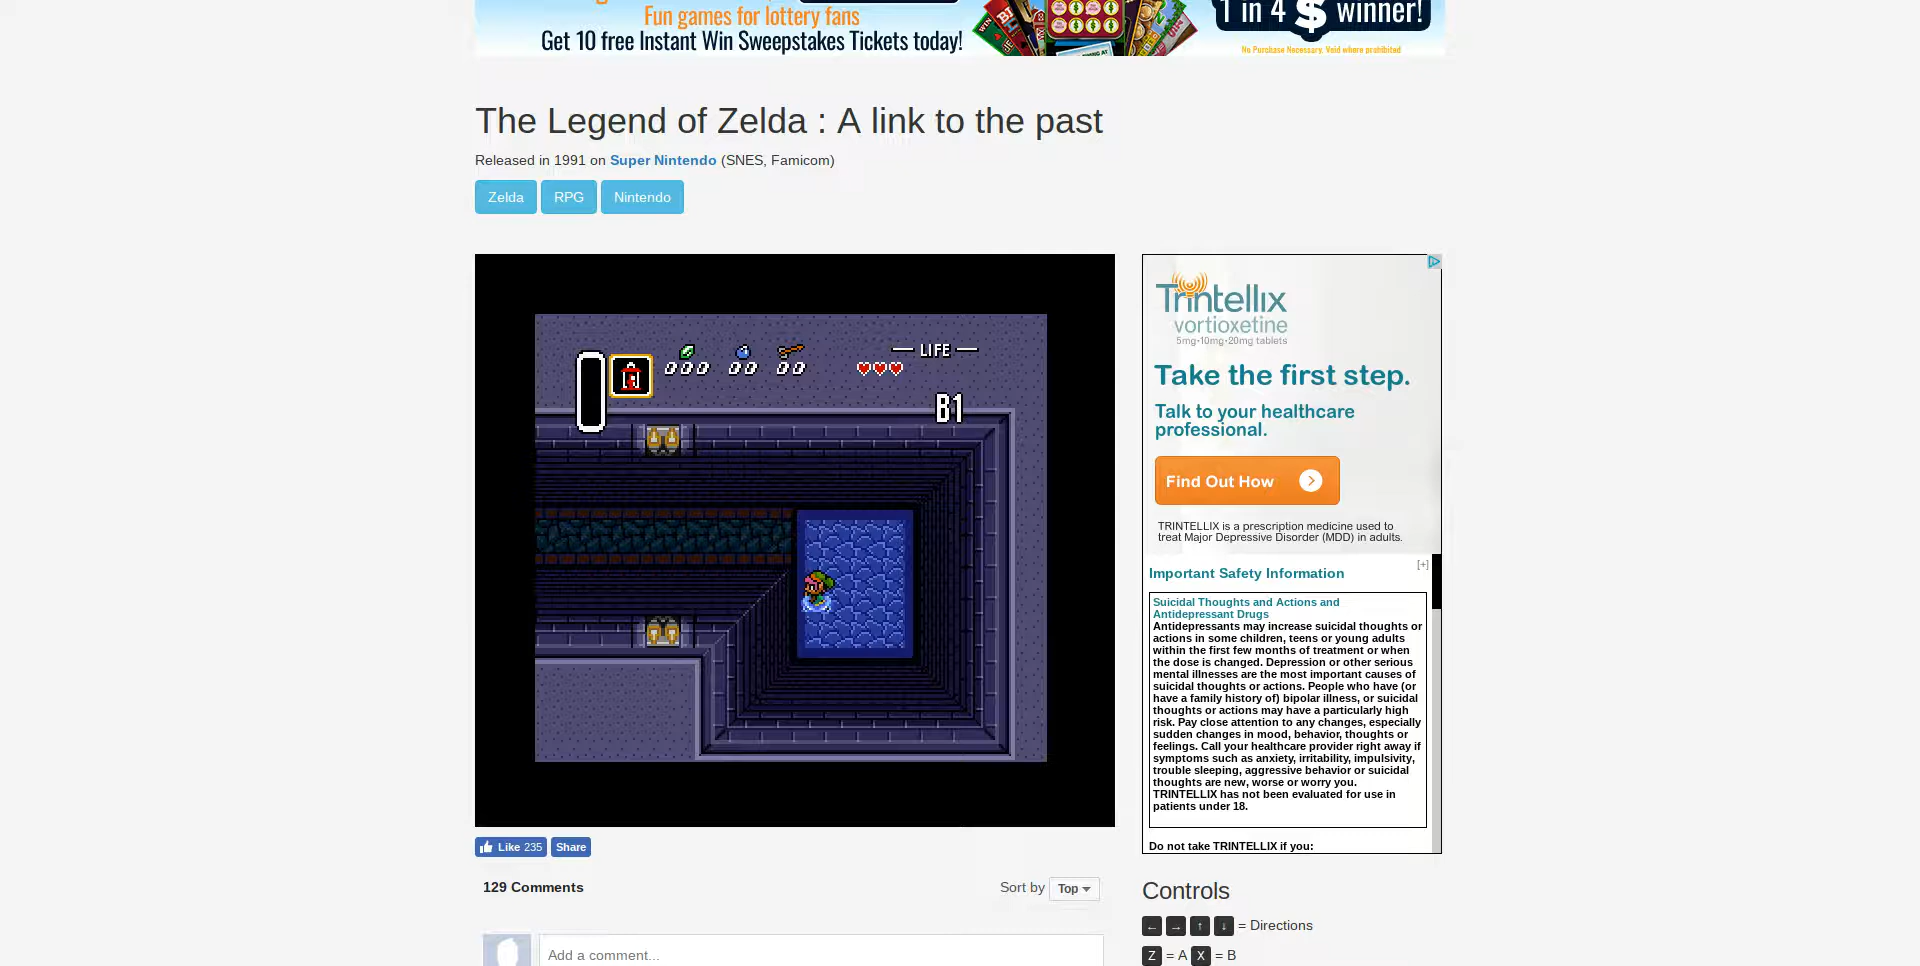 Fun games for lottery fans
Get 10 free Instant Win Sweepstakes Tickets today!
1 in 4 $ winner!
No Purchase Necessary. Void where prohibited
The Legend of Zelda : A link to the past
Released in 1991 on Super Nintendo (SNES, Famicom)
Zelda RPG Nintendo
LIFE
000 00 00
B1
Trintellix
vortioxetine
5mg•10mg•20mg tablets
Take the first step.
Talk to your healthcare
professional.
Find Out How
TRINTELLIX is a prescription medicine used to
treat Major Depressive Disorder (MDD) in adults.
[+]
Important Safety Information
Suicidal Thoughts and Actions and
Antidepressant Drugs
Antidepressants may increase suicidal thoughts or
actions in some children, teens or young adults
within the first few months of treatment or when
the dose is changed. Depression or other serious
mental illnesses are the most important causes of
suicidal thoughts or actions. People who have (or
have a family history of) bipolar illness, or suicidal
thoughts or actions may have a particularly high
risk. Pay close attention to any changes, especially
sudden changes in mood, behavior, thoughts or
feelings. Call your healthcare provider right away if
symptoms such as anxiety, irritability, impulsivity,
trouble sleeping, aggressive behavior or suicidal
thoughts are new, worse or worry you.
TRINTELLIX has not been evaluated for use in
patients under 18.
Do not take TRINTELLIX if you:
Like 235 Share
129 Comments
Sort by Top
Add a comment...
Controls
← → ↑ ↓ = Directions
Z = A X = B